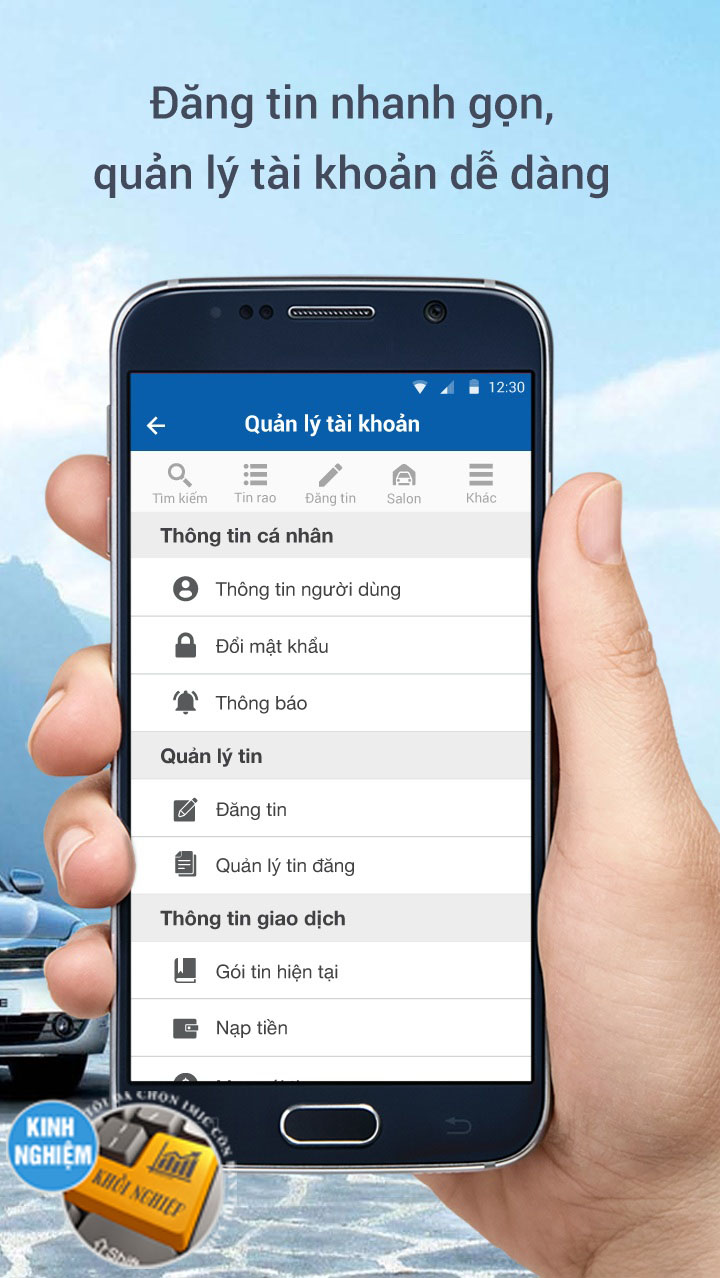 Đăng tin nhanh gọn,
quản lý tài khoản dễ dàng
12:30
Quản lý tài khoản
Tìm kiếm Tin rao Đăng tin Salon Khác
Thông tin cá nhân
Thông tin người dùng
Đổi mật khẩu
Thông báo
Quản lý tin
Đăng tin
Quản lý tin đăng
Thông tin giao dịch
Gói tin hiện tại
Nạp tiền
KINH
NGHIỆM
CHỌN IMIC
KHỞI NGHIỆP
Shift